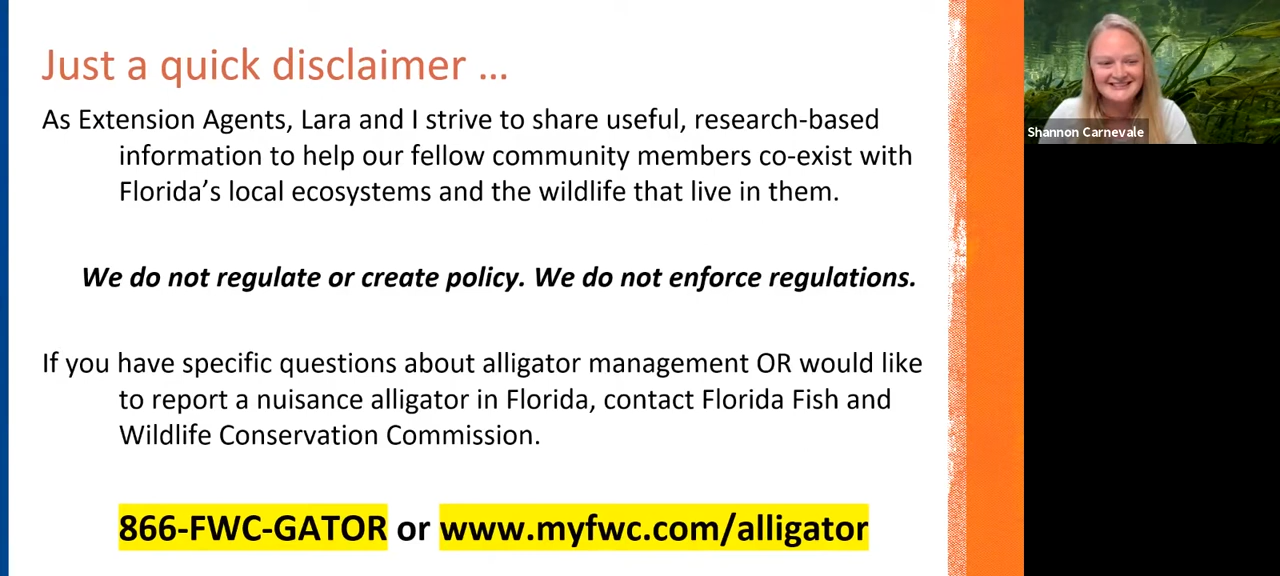 Just a quick disclaimer …
As Extension Agents, Lara and I strive to share useful, research-based
information to help our fellow community members co-exist with
Florida’s local ecosystems and the wildlife that live in them.
We do not regulate or create policy. We do not enforce regulations.
If you have specific questions about alligator management OR would like
to report a nuisance alligator in Florida, contact Florida Fish and
Wildlife Conservation Commission.
866-FWC-GATOR or www.myfwc.com/alligator
Shannon Carnevale